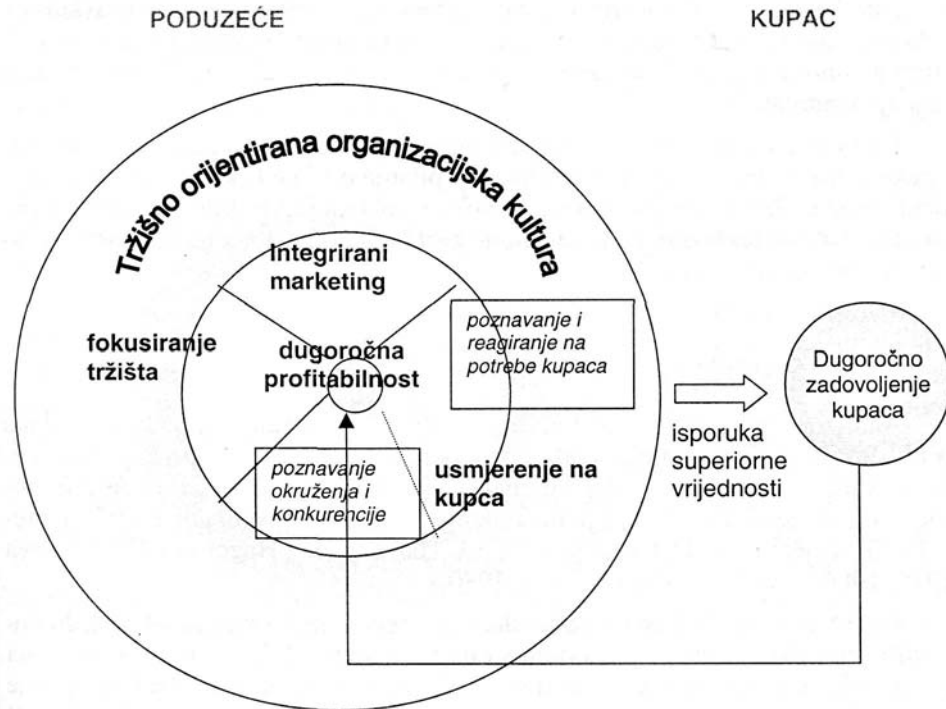 PODUZEĆE
KUPAC
Tržišno orijentirana organizacijska kultura
Integrirani
marketing
fokusiranje
tržišta
dugoročna
profitabilnost
poznavanje i
reagiranje na
potrebe kupaca
poznavanje
okruženja i
konkurencije
usmjerenje na
kupca
isporuka
superiorne
vrijednosti
Dugoročno
zadovoljenje
kupaca